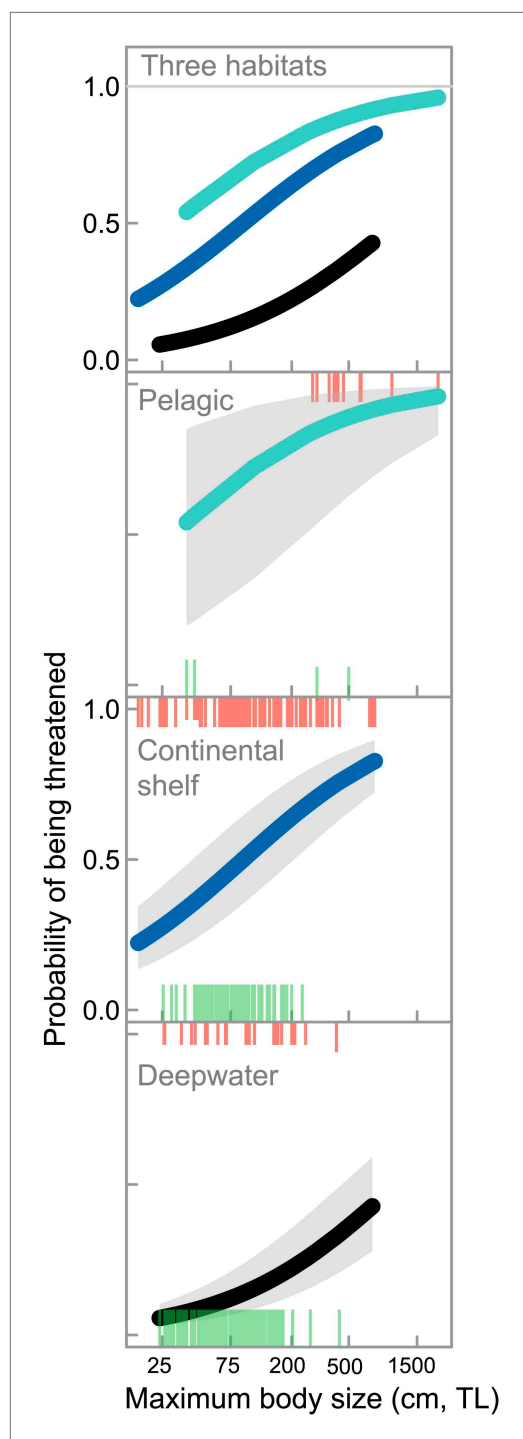 Three habitats
1.0
0.5
0.0
Pelagic
Probability of being threatened
1.0
Continental
shelf
0.5
0.0
Deepwater
25 75 200 500 1500
Maximum body size (cm, TL)